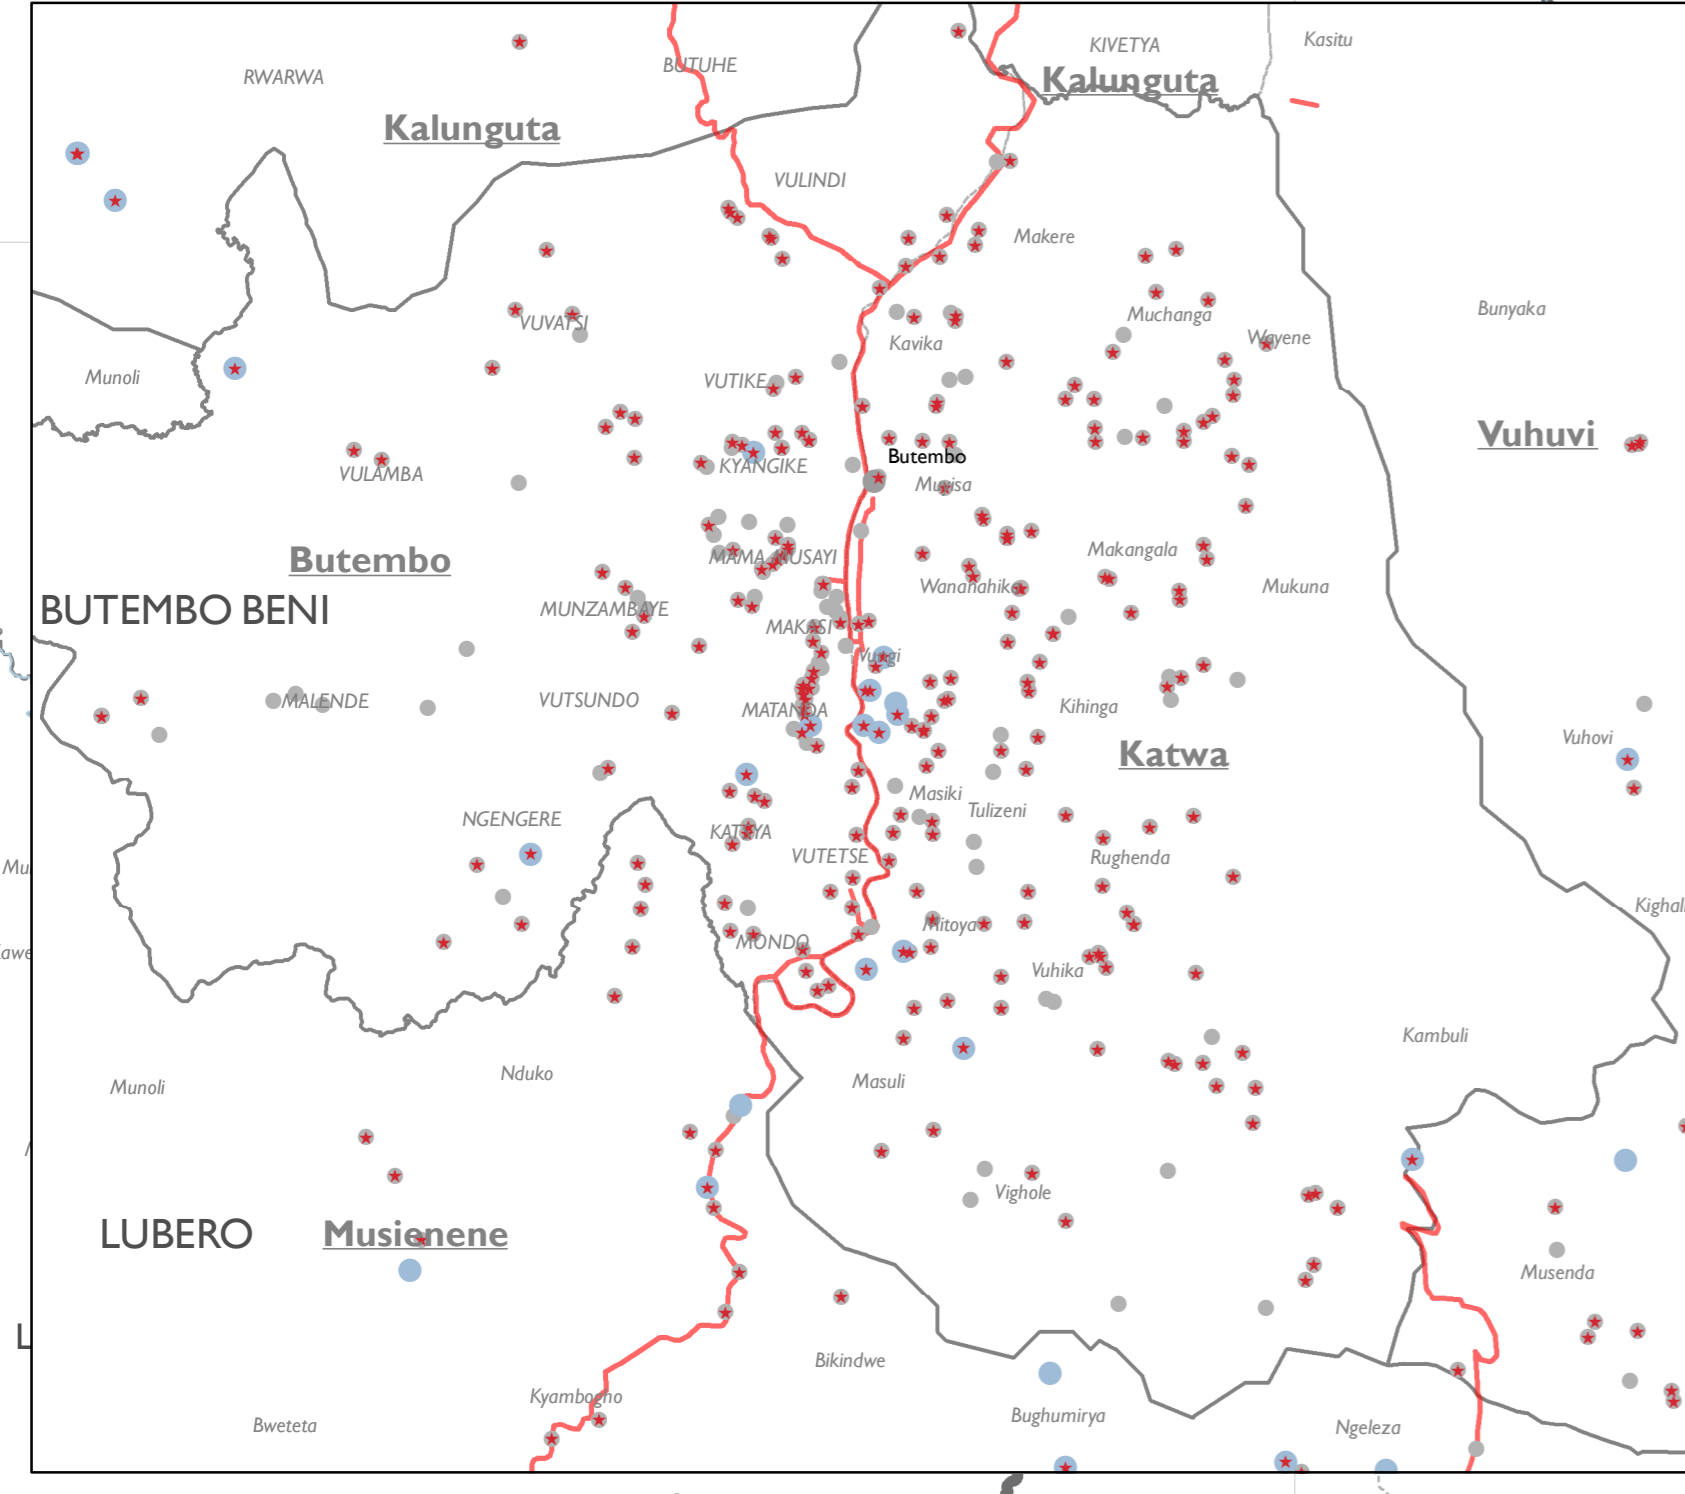 KIVETYA
Kasitu
BUTUHE
RWARWA
Kalunguta
Kalunguta
VULINDI
Makere
Bunyaka
Muchanga
VUVATSI
Wayene
Kavika
Munoli
VUTIKE
Vuhuvi
Butembo
KYANGIKE
VULAMBA
Mugisa
Makangala
MAMA MUSAYI
Butembo
Wanahahika
Mukuna
BUTEMBO BENI
MUNZAMBAYE
MAKASI
Vungi
MALENDE
VUTSUNDO
MATANDA
Kihinga
Vuhovi
Katwa
Masiki
Tulizeni
NGENGERE
KATSYA
VUTETSE
Rughenda
Kighali
Mitoya
MONDO
Vuhika
Kambuli
Nduko
Masuli
Munoli
Vighole
LUBERO
Musienene
Musenda
L
Bikindwe
Kyambogho
Bughumirya
Bweteta
Ngeleza